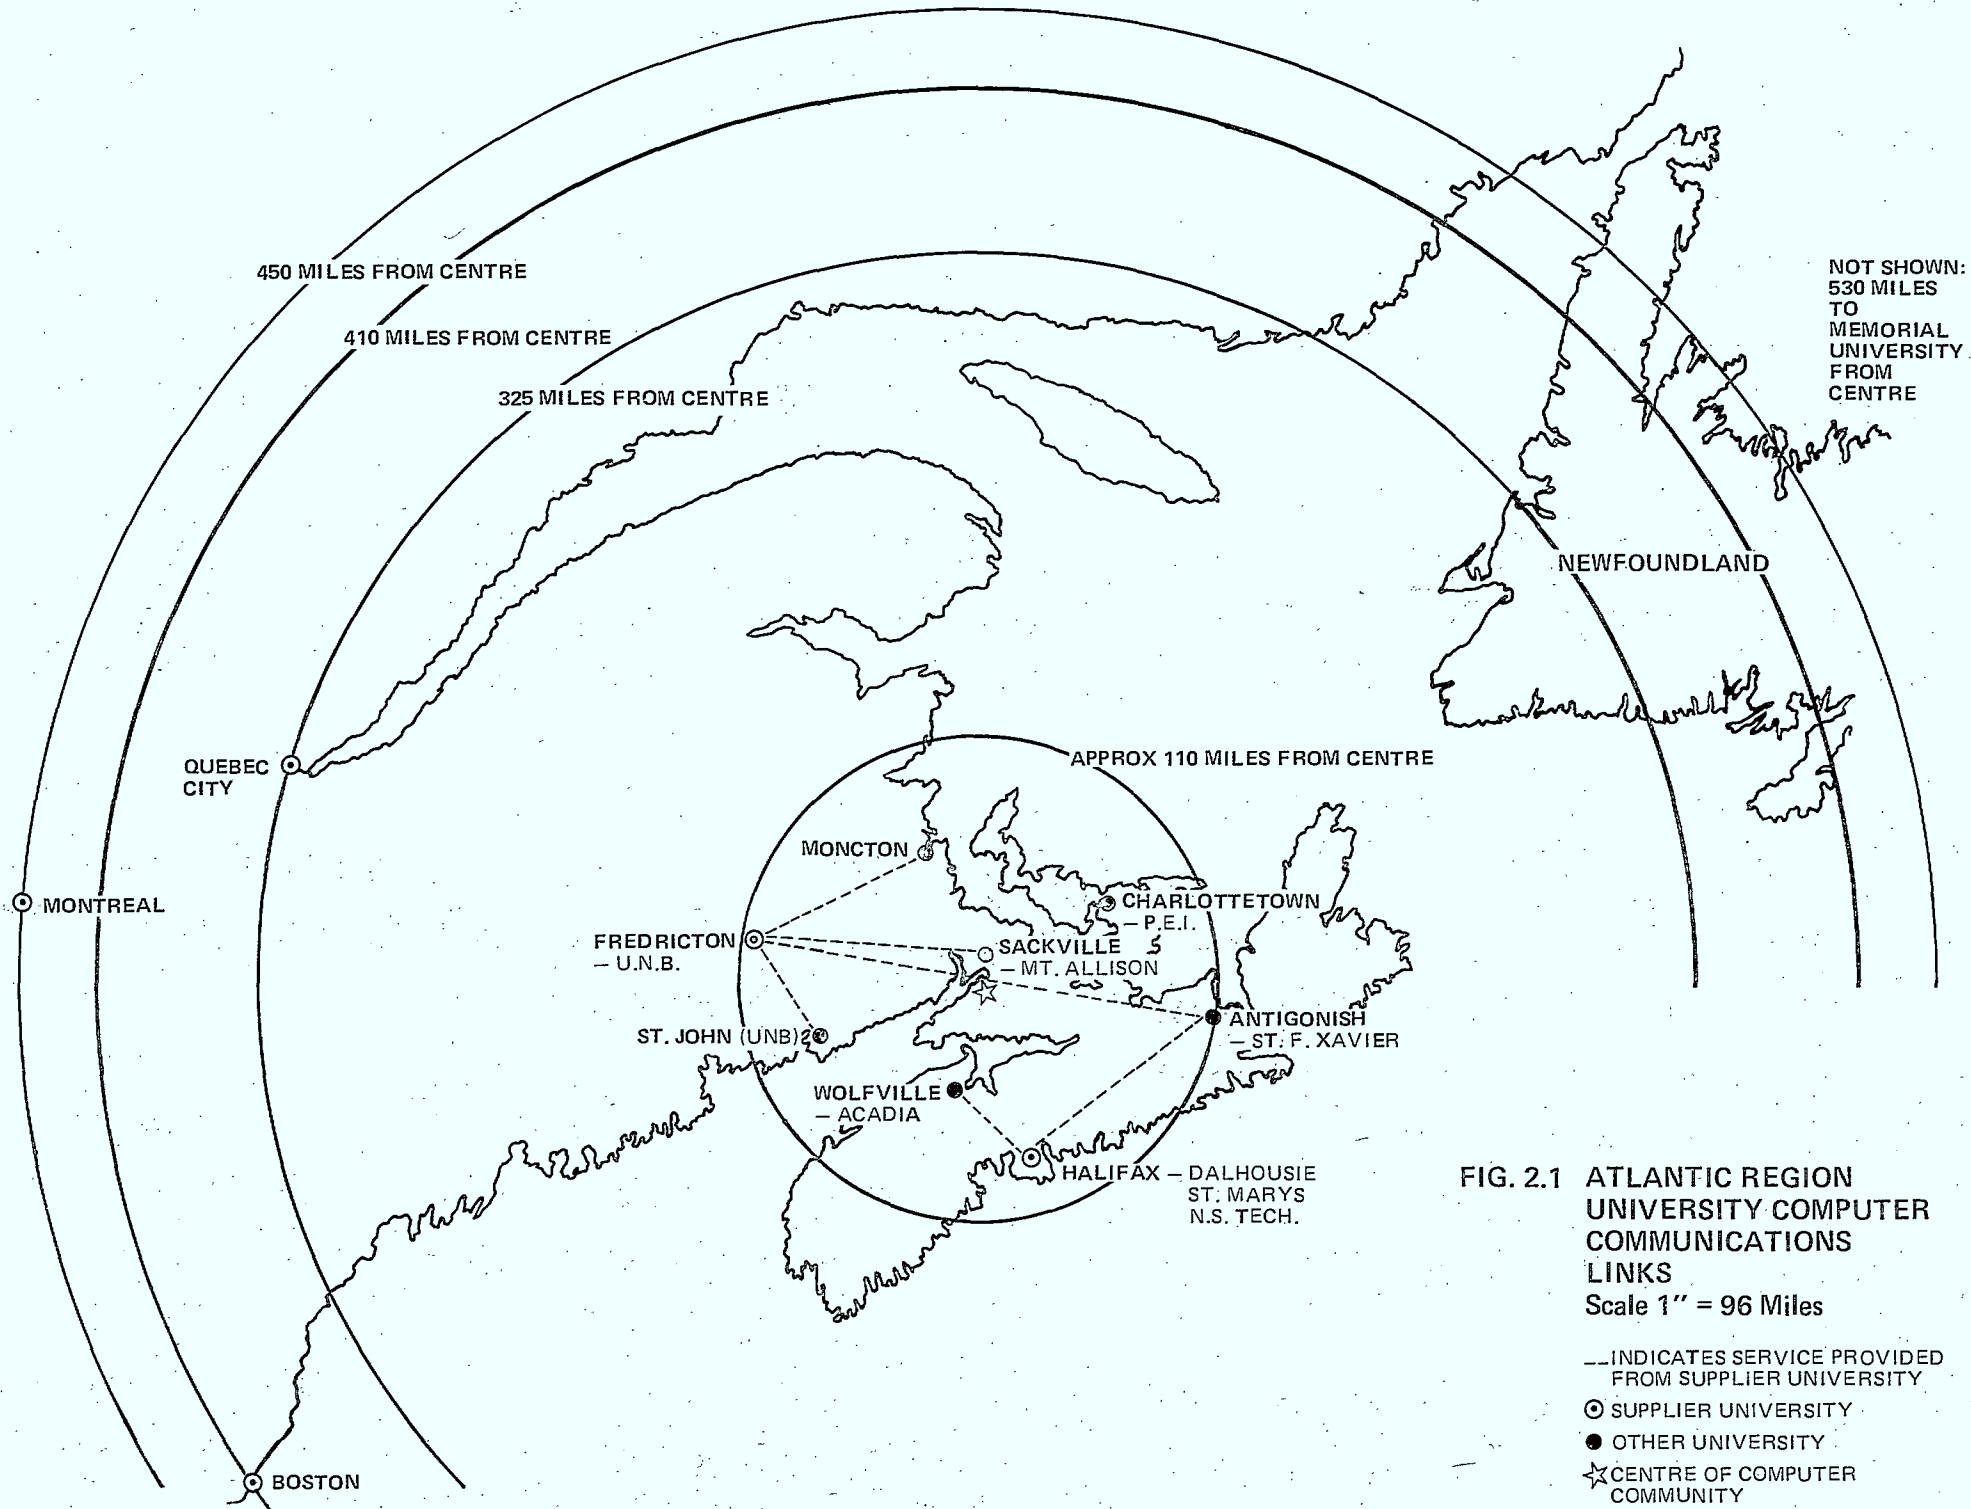 450 MILES FROM CENTRE
410 MILES FROM CENTRE
325 MILES FROM CENTRE
NOT SHOWN:
530 MILES
TO
MEMORIAL
UNIVERSITY
FROM
CENTRE
NEWFOUNDLAND
APPROX 110 MILES FROM CENTRE
QUEBEC
CITY
MONTREAL
MONCTON
CHARLOTTETOWN
– P.E.I.
FREDRICTON
– U.N.B.
SACKVILLE
– MT. ALLISON
ST. JOHN (UNB)
ANTIGONISH
– ST. F. XAVIER
WOLFVILLE
– ACADIA
HALIFAX – DALHOUSIE
ST. MARYS
N.S. TECH.
BOSTON
FIG. 2.1 ATLANTIC REGION
UNIVERSITY COMPUTER
COMMUNICATIONS
LINKS
Scale 1" = 96 Miles
INDICATES SERVICE PROVIDED
FROM SUPPLIER UNIVERSITY
SUPPLIER UNIVERSITY
OTHER UNIVERSITY
CENTRE OF COMPUTER
COMMUNITY